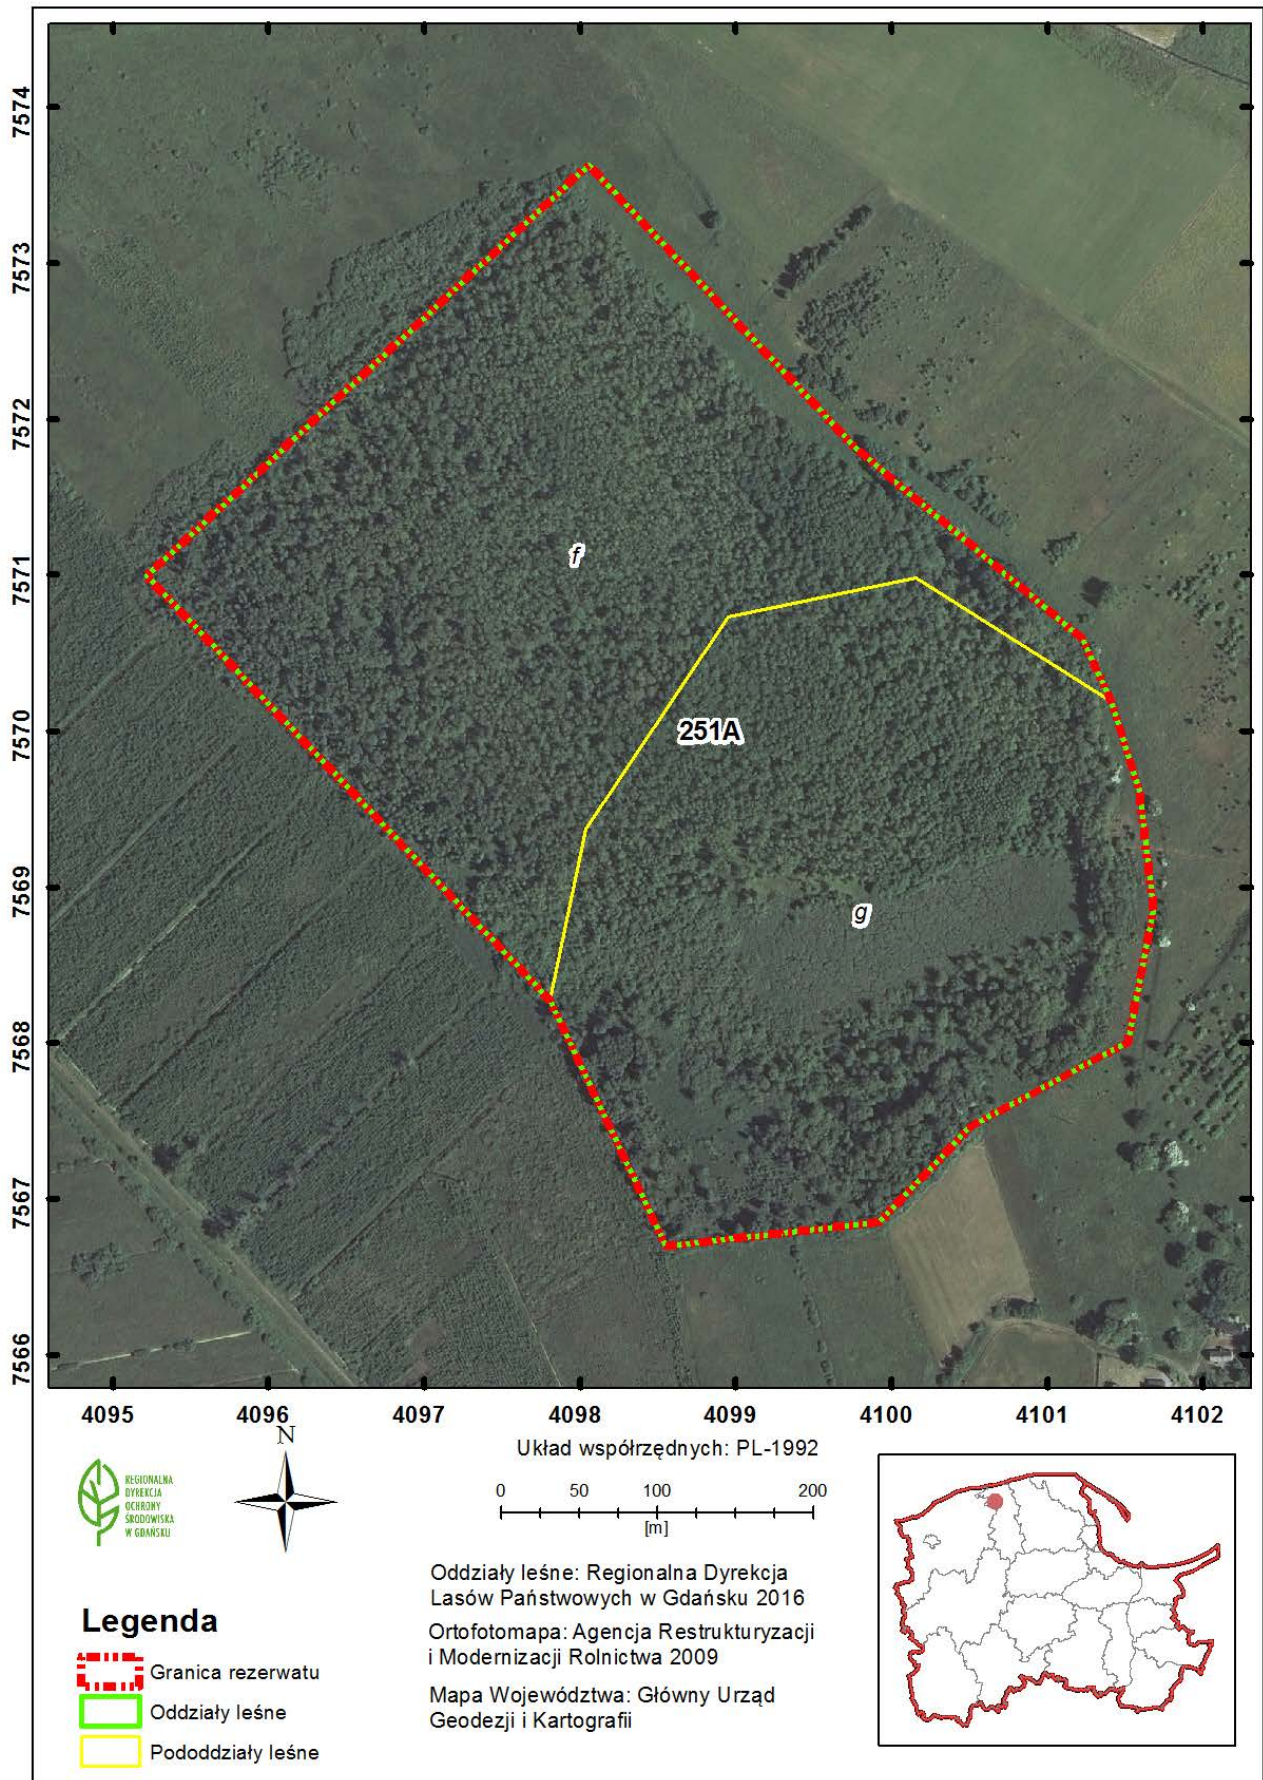 7574
7573
7572
7571
7570
7569
7568
7567
7566
f
251A
g
4095 4096 4097 4098 4099 4100 4101 4102
N
Układ współrzędnych: PL-1992
0 50 100 200
[m]
REGIONALNA
DYREKCJA
OCHRONY
ŚRODOWISKA
W GDAŃSKU
Oddziały leśne: Regionalna Dyrekcja
Lasów Państwowych w Gdańsku 2016
Ortofotomapa: Agencja Restrukturyzacji
i Modernizacji Rolnictwa 2009
Mapa Województwa: Główny Urząd
Geodezji i Kartografii
Legenda
Granica rezerwatu
Oddziały leśne
Pododdziały leśne